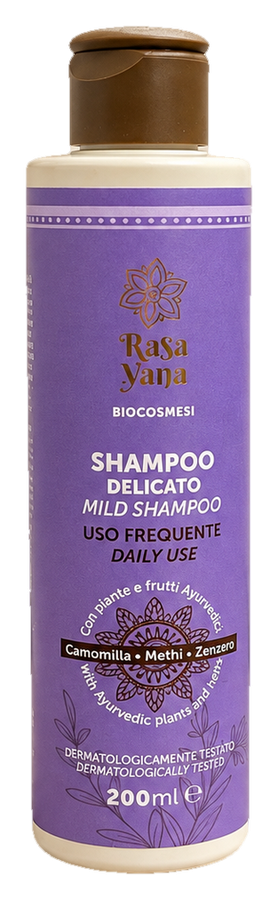 Rasa
Yana
BIOCOSMESI
SHAMPOO
DELICATO
MILD SHAMPOO
USO FREQUENTE
DAILY USE
Con piante e frutti Ayurvedici
Camomilla • Methi • Zenzero
with Ayurvedic plants and herbs
DERMATOLOGICAMENTE TESTATO
DERMATOLOGICALLY TESTED
200ml ℮